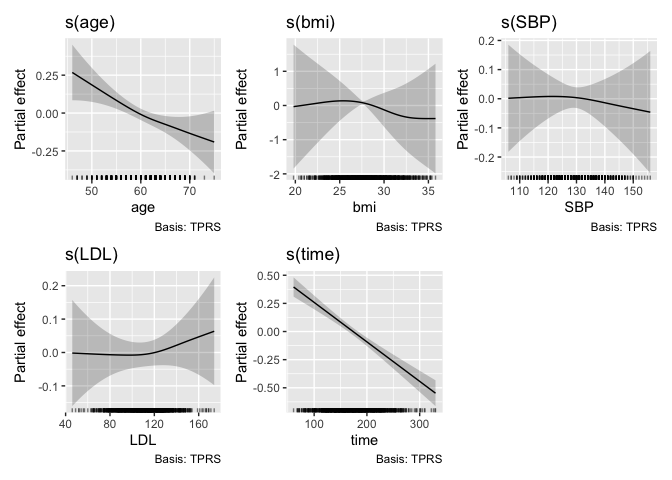 s(age)
Partial effect
0.25
0.00
-0.25
50
60
70
age
Basis: TPRS
s(bmi)
Partial effect
1
0
-1
-2
20
25
30
35
bmi
Basis: TPRS
s(SBP)
Partial effect
0.2
0.1
0.0
-0.1
-0.2
110
120
130
140
150
SBP
Basis: TPRS
s(LDL)
Partial effect
0.2
0.1
0.0
-0.1
40
80
120
160
LDL
Basis: TPRS
s(time)
Partial effect
0.50
0.25
0.00
-0.25
-0.50
100
200
300
time
Basis: TPRS